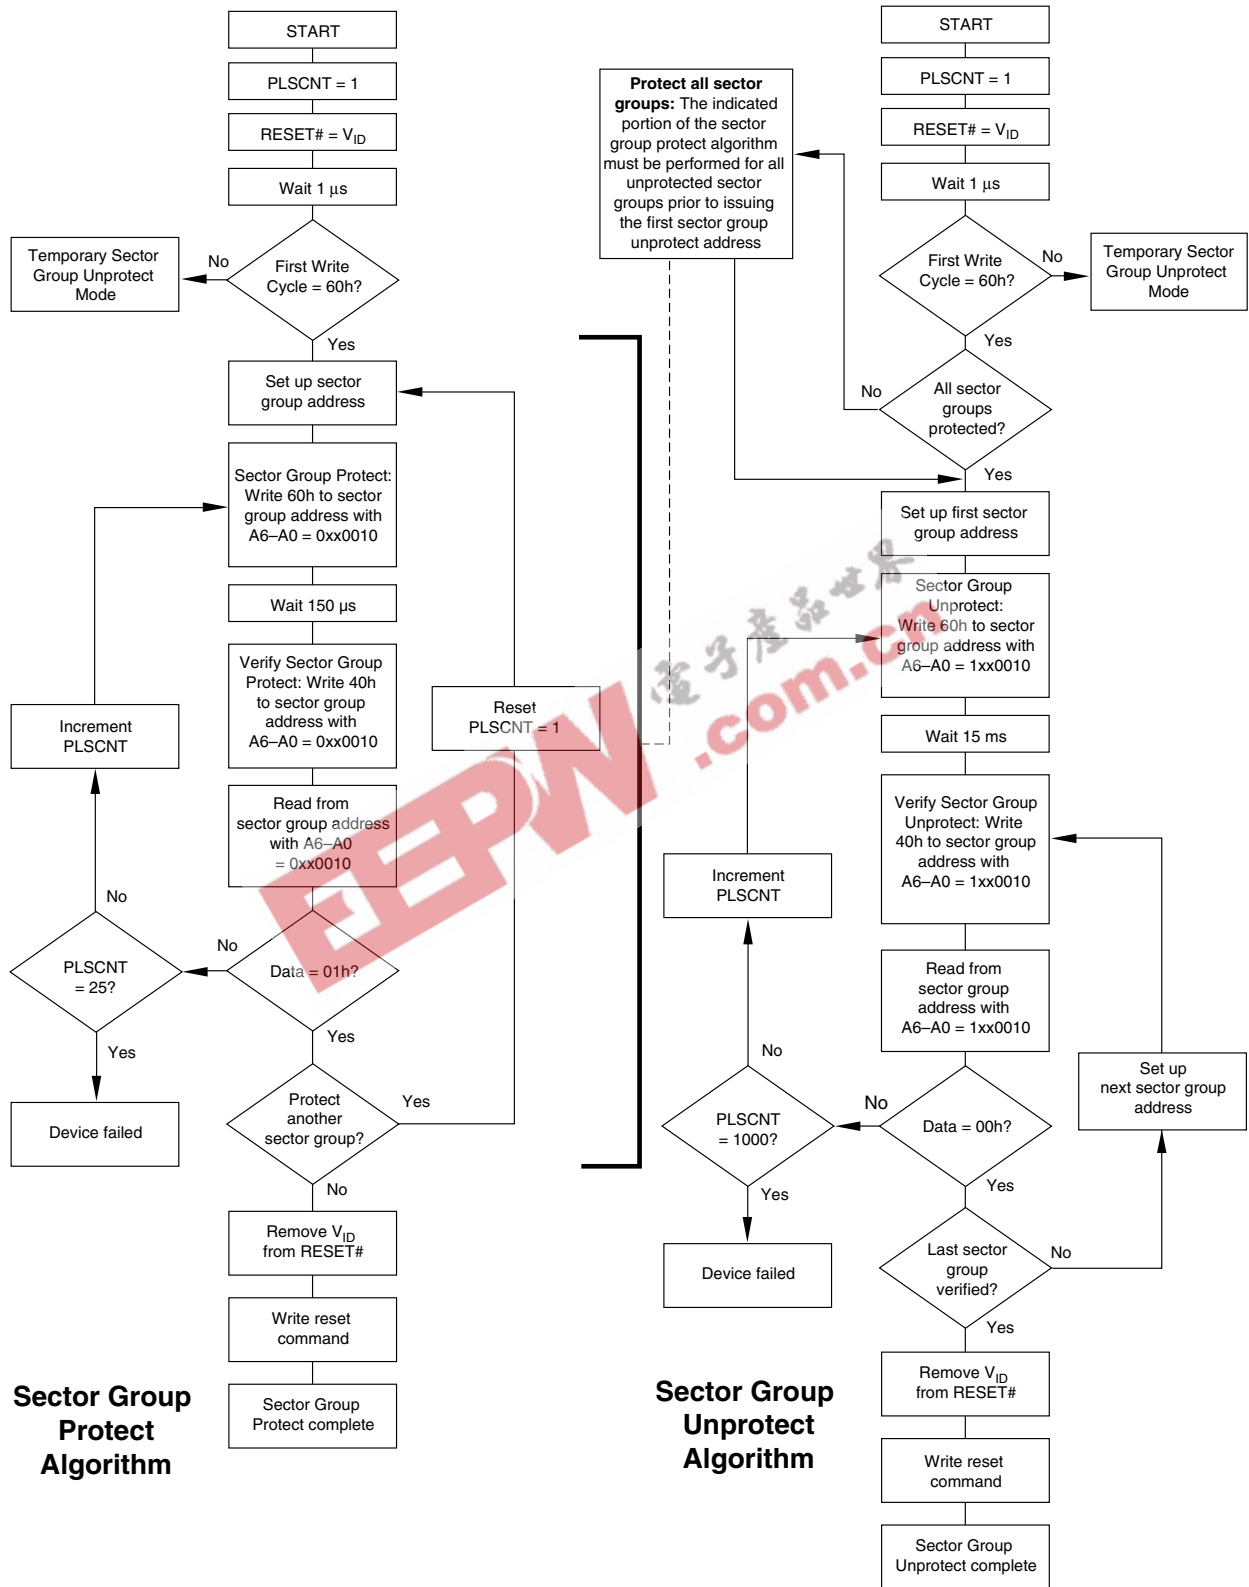 START
PLSCNT = 1
RESET# = VID
Wait 1 μs
First Write
Cycle = 60h?
No
Temporary Sector
Group Unprotect
Mode
Yes
Set up sector
group address
Sector Group Protect:
Write 60h to sector
group address with
A6–A0 = 0xx0010
Wait 150 µs
Verify Sector Group
Protect: Write 40h
to sector group
address with
A6–A0 = 0xx0010
Read from
sector group address
with A6–A0
= 0xx0010
Data = 01h?
No
PLSCNT
= 25?
No
Increment
PLSCNT
Yes
Device failed
Yes
Protect
another
sector group?
Yes
Reset
PLSCNT = 1
No
Remove VID
from RESET#
Write reset
command
Sector Group
Protect complete
Sector Group
Protect
Algorithm
Protect all sector
groups: The indicated
portion of the sector
group protect algorithm
must be performed for all
unprotected sector
groups prior to issuing
the first sector group
unprotect address
START
PLSCNT = 1
RESET# = VID
Wait 1 μs
First Write
Cycle = 60h?
No
Temporary Sector
Group Unprotect
Mode
Yes
All sector
groups
protected?
No
Yes
Set up first sector
group address
Sector Group
Unprotect:
Write 60h to sector
group address with
A6–A0 = 1xx0010
Wait 15 ms
Verify Sector Group
Unprotect: Write
40h to sector group
address with
A6–A0 = 1xx0010
Read from
sector group
address with
A6–A0 = 1xx0010
Data = 00h?
No
PLSCNT
= 1000?
No
Increment
PLSCNT
Yes
Device failed
Yes
Last sector
group
verified?
No
Set up
next sector group
address
Yes
Remove VID
from RESET#
Write reset
command
Sector Group
Unprotect complete
Sector Group
Unprotect
Algorithm
EEPW
.com.cn
電子產品世界